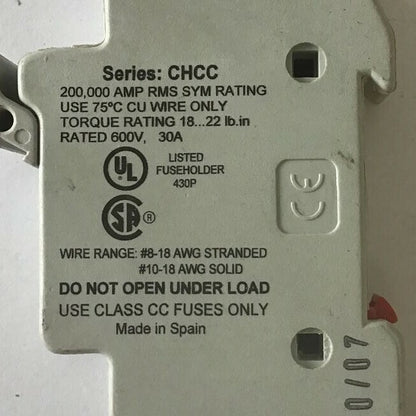 Series: CHCC
200,000 AMP RMS SYM RATING
USE 75°C CU WIRE ONLY
TORQUE RATING 18...22 lb.in
RATED 600V, 30A
UL
LISTED
FUSEHOLDER
430P
SA ®
CE
WIRE RANGE: #8-18 AWG STRANDED
#10-18 AWG SOLID
DO NOT OPEN UNDER LOAD
USE CLASS CC FUSES ONLY
Made in Spain
0/07